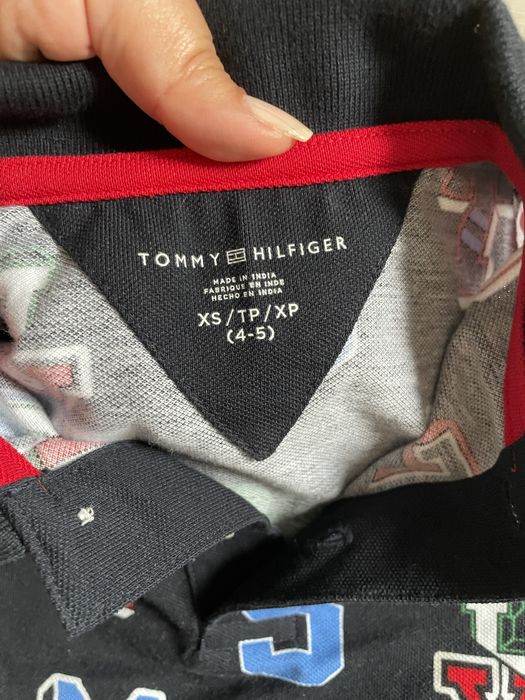 TOMMY HILFIGER
MADE IN INDIA
FABRIQUÉ EN INDE
HECHO EN INDIA
XS/TP/XP
(4-5)